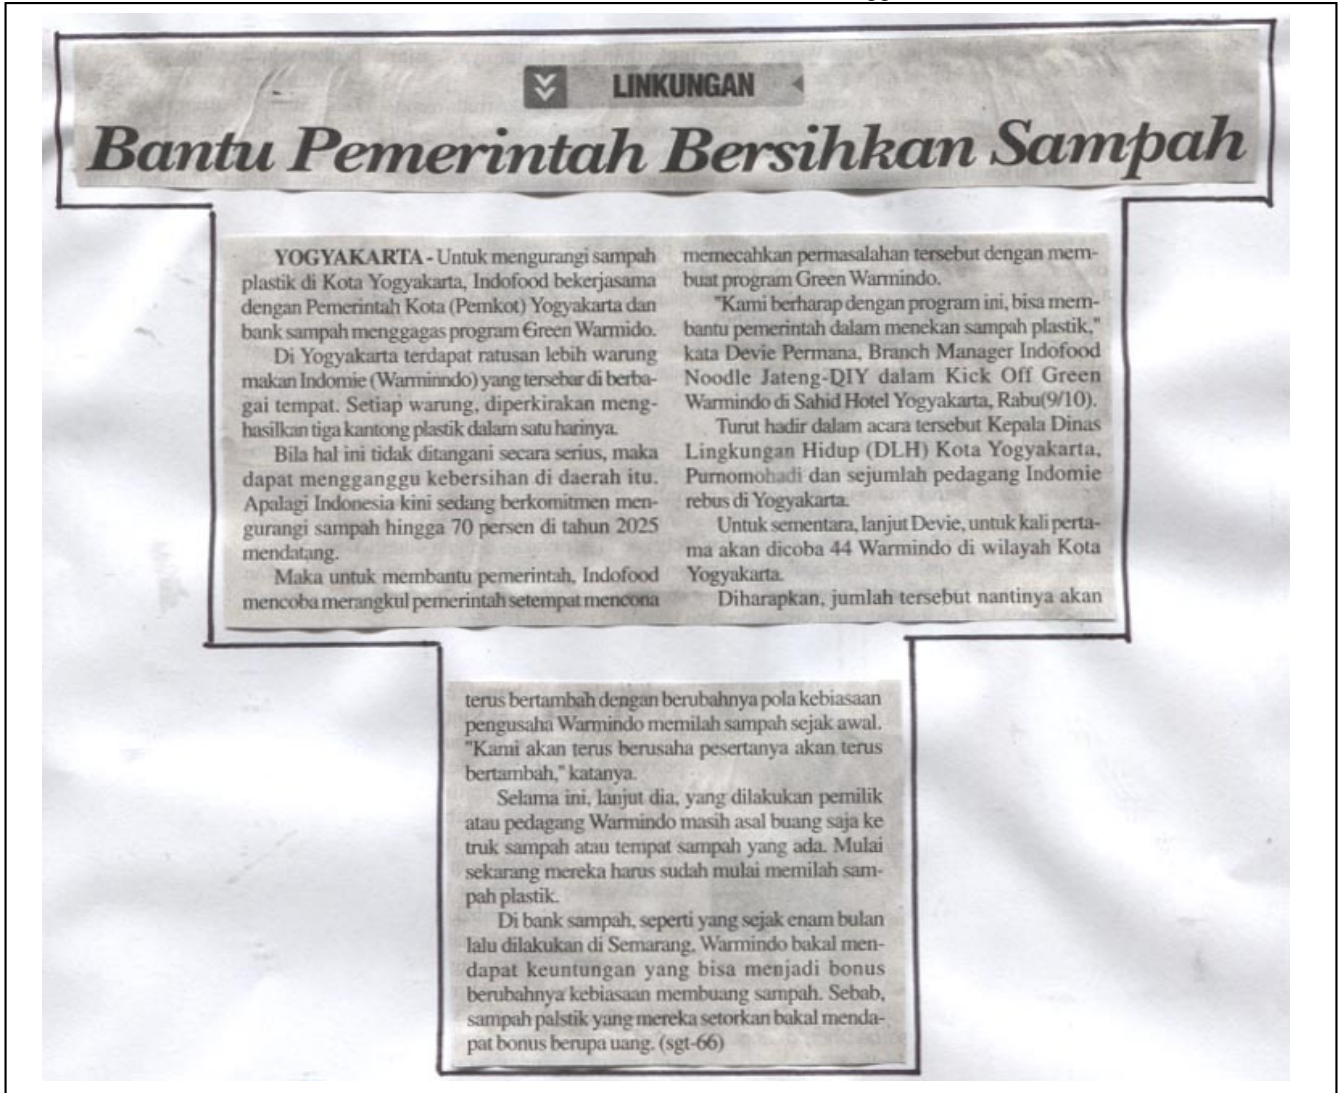 LINKUNGAN
Bantu Pemerintah Bersihkan Sampah
YOGYAKARTA - Untuk mengurangi sampah
plastik di Kota Yogyakarta, Indofood bekerjasama
dengan Pemerintah Kota (Pemkot) Yogyakarta dan
bank sampah menggagas program Green Warmido.
Di Yogyakarta terdapat ratusan lebih warung
makan Indomie (Warminndo) yang tersebar di berba-
gai tempat. Setiap warung, diperkirakan meng-
hasilkan tiga kantong plastik dalam satu harinya.
Bila hal ini tidak ditangani secara serius, maka
dapat mengganggu kebersihan di daerah itu.
Apalagi Indonesia kini sedang berkomitmen men-
gurangi sampah hingga 70 persen di tahun 2025
mendatang.
Maka untuk membantu pemerintah, Indofood
mencoba merangkul pemerintah setempat mencona
memecahkan permasalahan tersebut dengan mem-
buat program Green Warmindo.
"Kami berharap dengan program ini, bisa mem-
bantu pemerintah dalam menekan sampah plastik,"
kata Devie Permana, Branch Manager Indofood
Noodle Jateng-DIY dalam Kick Off Green
Warmindo di Sahid Hotel Yogyakarta, Rabu(9/10).
Turut hadir dalam acara tersebut Kepala Dinas
Lingkungan Hidup (DLH) Kota Yogyakarta,
Purnomohadi dan sejumlah pedagang Indomie
rebus di Yogyakarta.
Untuk sementara, lanjut Devie, untuk kali perta-
ma akan dicoba 44 Warmindo di wilayah Kota
Yogyakarta.
Diharapkan, jumlah tersebut nantinya akan
terus bertambah dengan berubahnya pola kebiasaan
pengusaha Warmindo memilah sampah sejak awal.
"Kami akan terus berusaha pesertanya akan terus
bertambah," katanya.
Selama ini, lanjut dia, yang dilakukan pemilik
atau pedagang Warmindo masih asal buang saja ke
truk sampah atau tempat sampah yang ada. Mulai
sekarang mereka harus sudah mulai memilah sam-
pah plastik.
Di bank sampah, seperti yang sejak enam bulan
lalu dilakukan di Semarang, Warmindo bakal men-
dapat keuntungan yang bisa menjadi bonus
berubahnya kebiasaan membuang sampah. Sebab,
sampah palstik yang mereka setorkan bakal menda-
pat bonus berupa uang. (sgt-66)